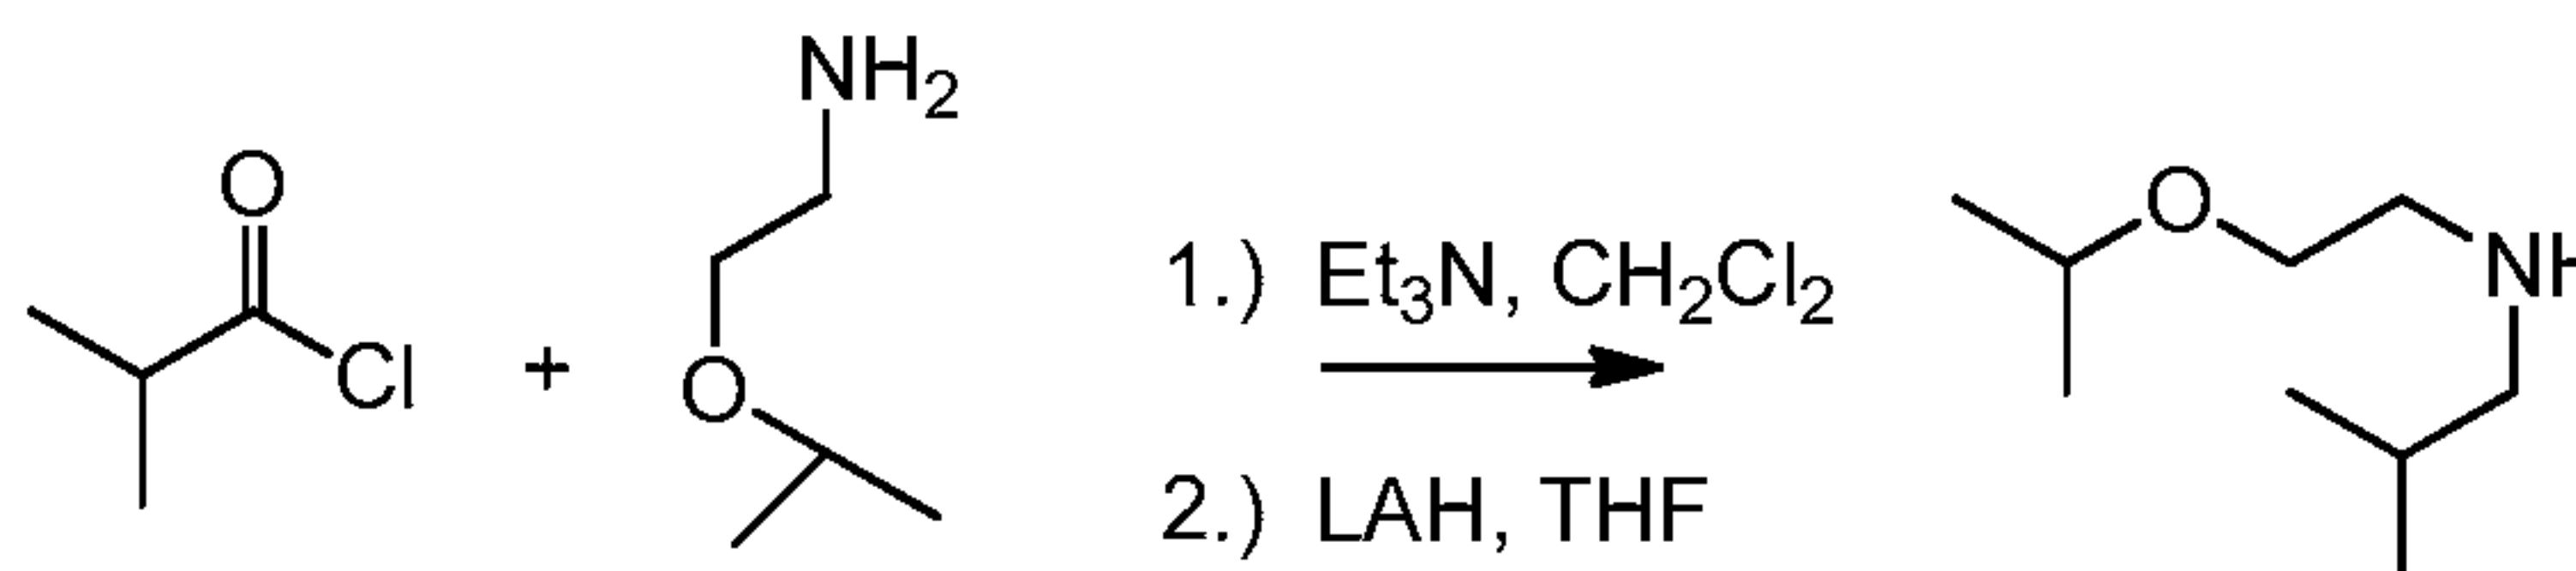 NH₂
O
Cl
+
O
1.) Et₃N, CH₂Cl₂
2.) LAH, THF
O
NH